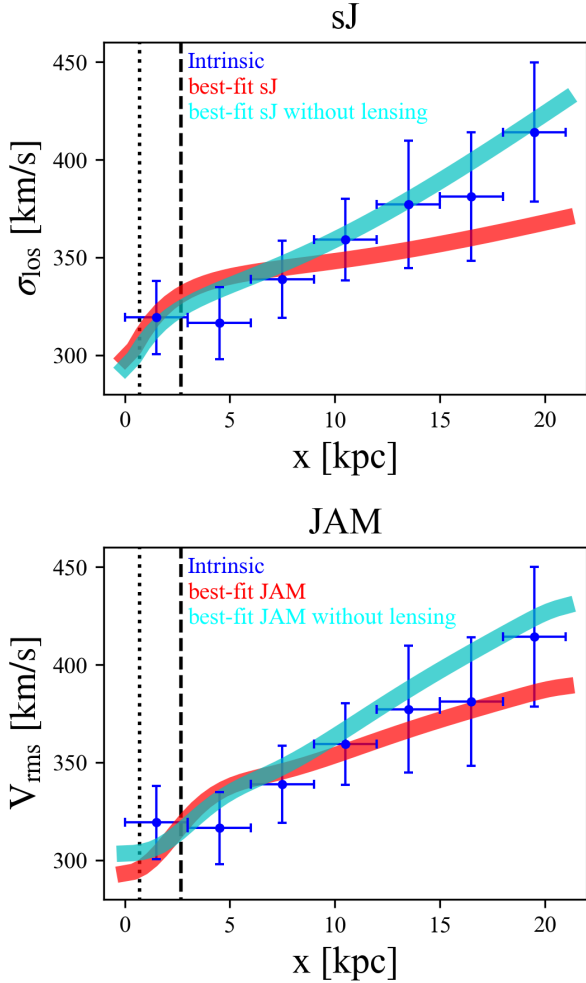 sJ
450
400
350
300
σlos [km/s]
Intrinsic
best-fit sJ
best-fit sJ without lensing
0 5 10 15 20
x [kpc]
JAM
450
400
350
300
Vrms [km/s]
Intrinsic
best-fit JAM
best-fit JAM without lensing
0 5 10 15 20
x [kpc]